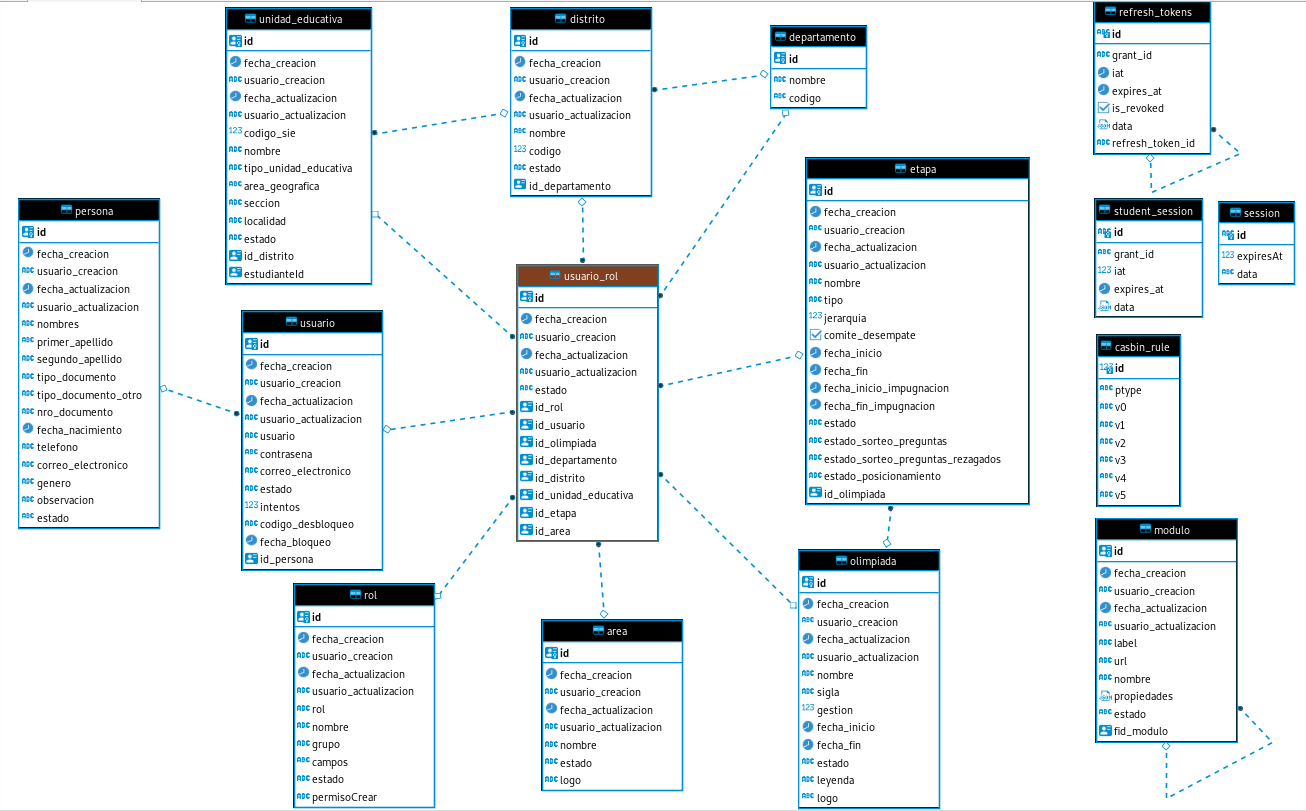 unidad_educativa
id
fecha_creacion
usuario_creacion
fecha_actualizacion
usuario_actualizacion
codigo_sie
nombre
tipo_unidad_educativa
area_geografica
seccion
localidad
estado
id_distrito
estudianteId
distrito
id
fecha_creacion
usuario_creacion
fecha_actualizacion
usuario_actualizacion
nombre
codigo
estado
id_departamento
departamento
id
nombre
codigo
refresh_tokens
id
grant_id
iat
expires_at
is_revoked
data
refresh_token_id
persona
id
fecha_creacion
usuario_creacion
fecha_actualizacion
usuario_actualizacion
nombres
primer_apellido
segundo_apellido
tipo_documento
tipo_documento_otro
nro_documento
fecha_nacimiento
telefono
correo_electronico
genero
observacion
estado
usuario
id
fecha_creacion
usuario_creacion
fecha_actualizacion
usuario_actualizacion
usuario
contrasena
correo_electronico
estado
intentos
codigo_desbloqueo
fecha_bloqueo
id_persona
usuario_rol
id
fecha_creacion
usuario_creacion
fecha_actualizacion
usuario_actualizacion
estado
id_rol
id_usuario
id_olimpiada
id_departamento
id_distrito
id_unidad_educativa
id_etapa
id_area
etapa
id
fecha_creacion
usuario_creacion
fecha_actualizacion
usuario_actualizacion
nombre
tipo
jerarquia
comite_desempate
fecha_inicio
fecha_fin
fecha_inicio_impugnacion
fecha_fin_impugnacion
estado
estado_sorteo_preguntas
estado_sorteo_preguntas_rezagados
estado_posicionamiento
id_olimpiada
student_session
id
grant_id
iat
expires_at
data
session
id
expiresAt
data
casbin_rule
id
ptype
v0
v1
v2
v3
v4
v5
rol
id
fecha_creacion
usuario_creacion
fecha_actualizacion
usuario_actualizacion
rol
nombre
grupo
campos
estado
permisoCrear
area
id
fecha_creacion
usuario_creacion
fecha_actualizacion
usuario_actualizacion
nombre
estado
logo
olimpiada
id
fecha_creacion
usuario_creacion
fecha_actualizacion
usuario_actualizacion
nombre
sigla
gestion
fecha_inicio
fecha_fin
estado
leyenda
logo
modulo
id
fecha_creacion
usuario_creacion
fecha_actualizacion
usuario_actualizacion
label
url
nombre
propiedades
estado
fid_modulo